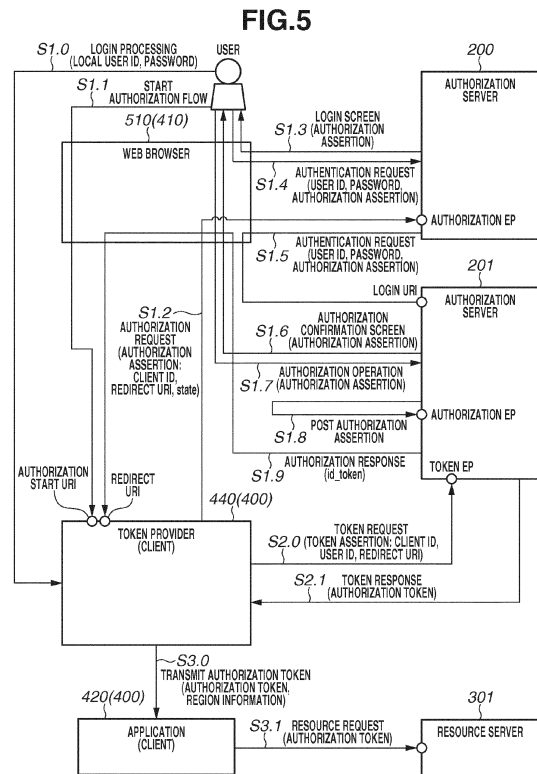 FIG.5
S1.0
LOGIN PROCESSING
(LOCAL USER ID, PASSWORD)
USER
200
S1.1
START
AUTHORIZATION FLOW
AUTHORIZATION
SERVER
510(410)
WEB BROWSER
S1.3
LOGIN SCREEN
(AUTHORIZATION
ASSERTION)
S1.4
AUTHENTICATION REQUEST
(USER ID, PASSWORD,
AUTHORIZATION ASSERTION)
AUTHORIZATION EP
S1.5
AUTHENTICATION REQUEST
(USER ID, PASSWORD,
AUTHORIZATION ASSERTION)
201
LOGIN URI
AUTHORIZATION
SERVER
S1.2
AUTHORIZATION
REQUEST
(AUTHORIZATION
ASSERTION:
CLIENT ID,
REDIRECT URI, state)
S1.6
AUTHORIZATION
CONFIRMATION SCREEN
(AUTHORIZATION ASSERTION)
S1.7
AUTHORIZATION OPERATION
(AUTHORIZATION ASSERTION)
S1.8
POST AUTHORIZATION
ASSERTION
AUTHORIZATION EP
S1.9
AUTHORIZATION RESPONSE
(id_token)
TOKEN EP
AUTHORIZATION
START URI
REDIRECT
URI
440(400)
TOKEN PROVIDER
(CLIENT)
S2.0
TOKEN REQUEST
(TOKEN ASSERTION: CLIENT ID,
USER ID, REDIRECT URI)
S2.1
TOKEN RESPONSE
(AUTHORIZATION TOKEN)
S3.0
TRANSMIT AUTHORIZATION TOKEN
(AUTHORIZATION TOKEN,
REGION INFORMATION)
420(400)
APPLICATION
(CLIENT)
S3.1
RESOURCE REQUEST
(AUTHORIZATION TOKEN)
301
RESOURCE SERVER